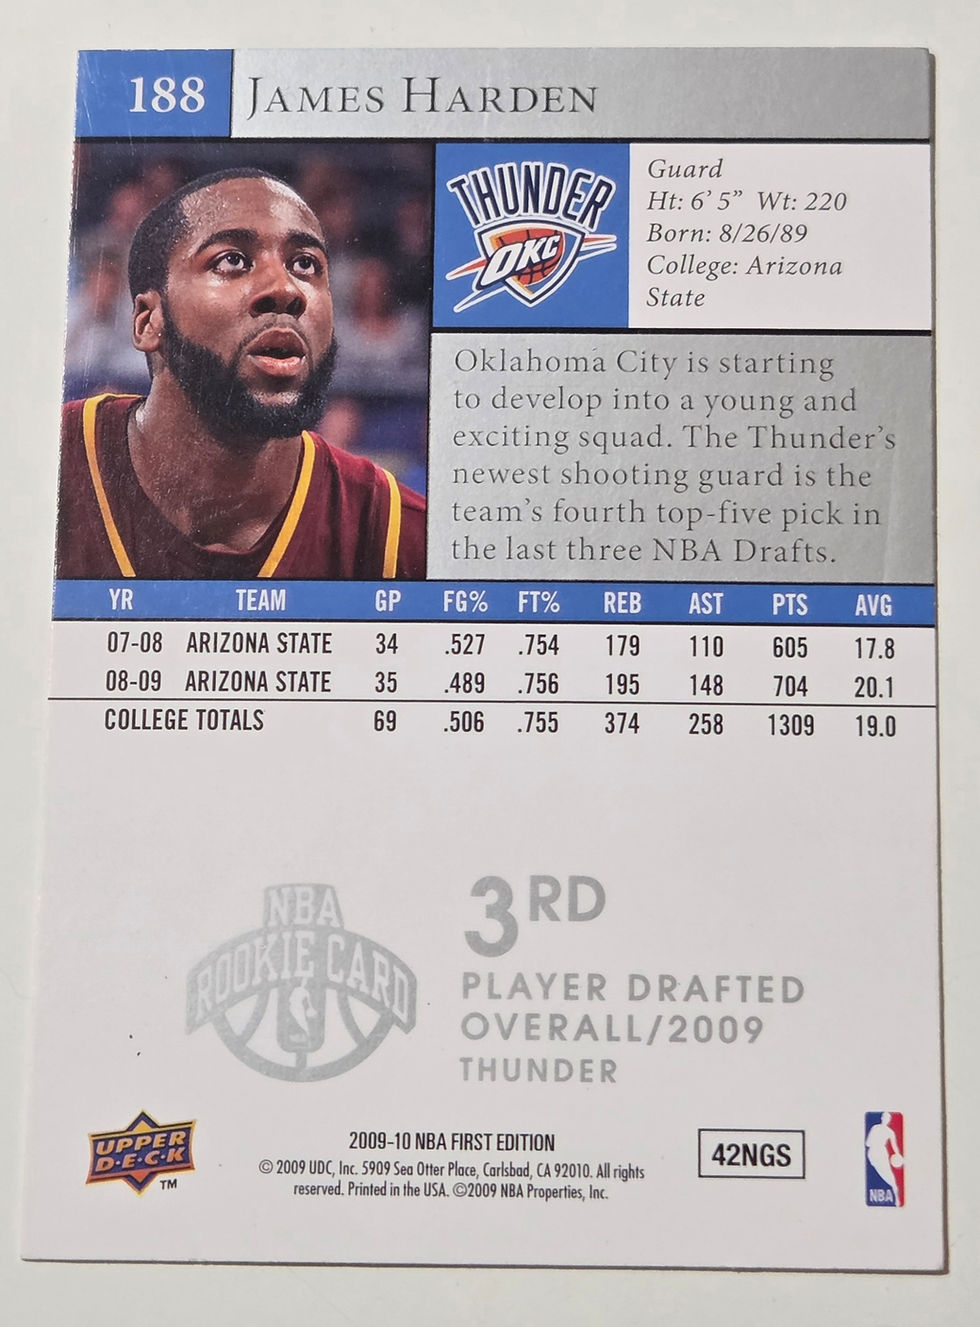 188 JAMES HARDEN
THUNDER
OKC
Guard
Ht: 6' 5" Wt: 220
Born: 8/26/89
College: Arizona
State
Oklahoma City is starting
to develop into a young and
exciting squad. The Thunder's
newest shooting guard is the
team's fourth top-five pick in
the last three NBA Drafts.
YR TEAM GP FG% FT% REB AST PTS AVG
07-08 ARIZONA STATE 34 .527 .754 179 110 605 17.8
08-09 ARIZONA STATE 35 .489 .756 195 148 704 20.1
COLLEGE TOTALS 69 .506 .755 374 258 1309 19.0
NBA
ROOKIE CARD
3RD
PLAYER DRAFTED
OVERALL/2009
THUNDER
UPPER
D·E·C·K
TM
2009-10 NBA FIRST EDITION
© 2009 UDC, Inc. 5909 Sea Otter Place, Carlsbad, CA 92010. All rights
reserved. Printed in the USA. ©2009 NBA Properties, Inc.
42NGS
NBA